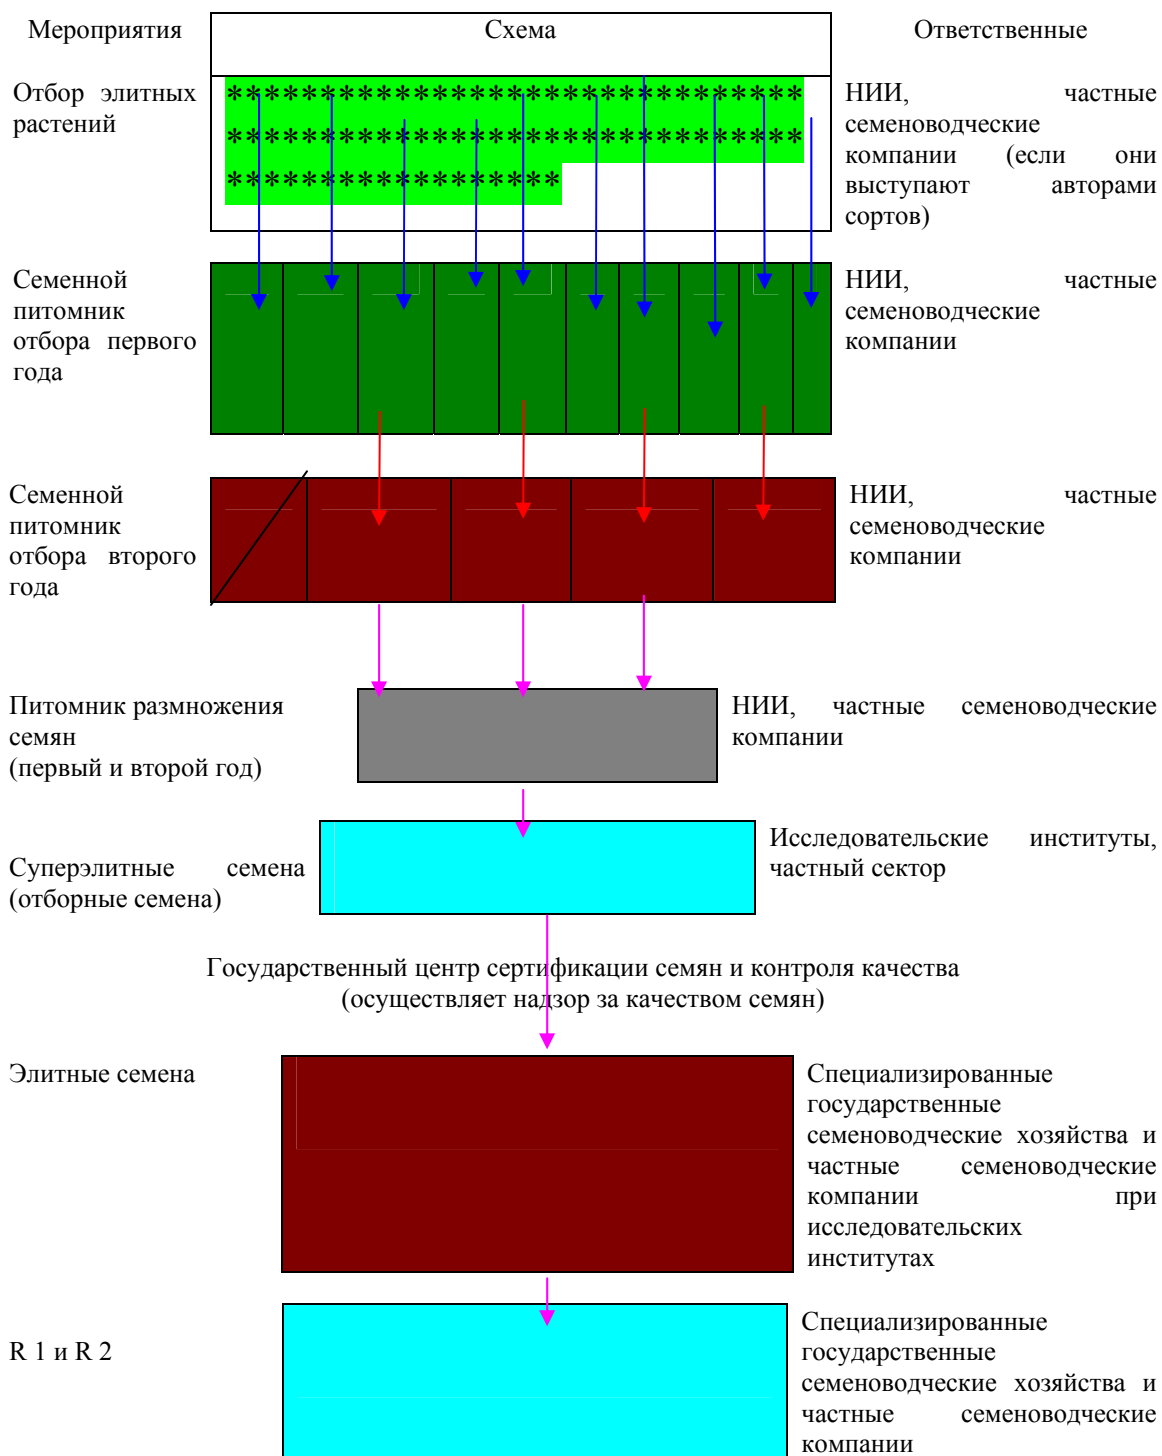 Мероприятия
Схема
Ответственные
Отбор элитных
растений
*******************************
*******************************
******************
НИИ, частные
семеноводческие
компании (если они
выступают авторами
сортов)
Семенной
питомник
отбора первого
года
НИИ, частные
семеноводческие
компании
Семенной
питомник
отбора второго
года
НИИ, частные
семеноводческие
компании
Питомник размножения
семян
(первый и второй год)
НИИ, частные семеноводческие
компании
Суперэлитные семена
(отборные семена)
Исследовательские институты,
частный сектор
Государственный центр сертификации семян и контроля качества
(осуществляет надзор за качеством семян)
Элитные семена
Специализированные
государственные
семеноводческие хозяйства и
частные семеноводческие
компании при
исследовательских
институтах
R 1 и R 2
Специализированные
государственные
семеноводческие хозяйства и
частные семеноводческие
компании